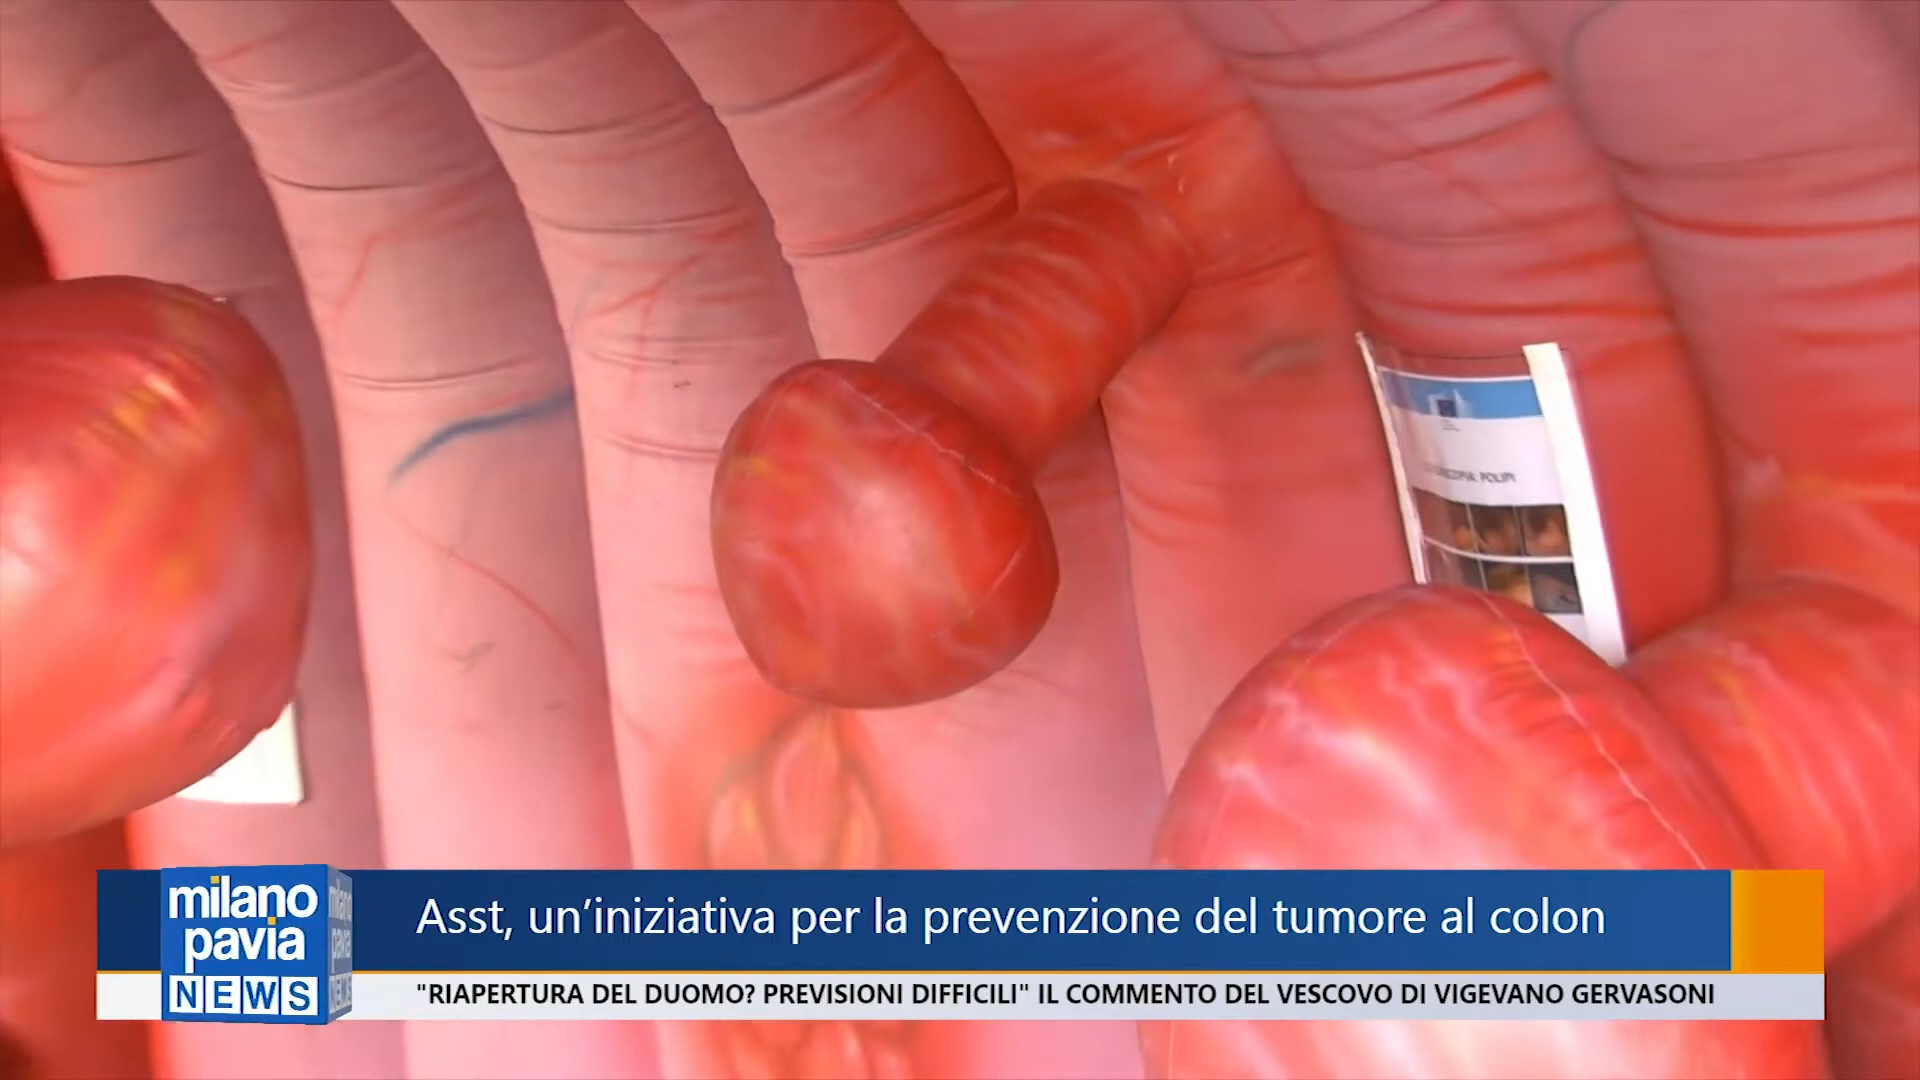 POLIPI
Asst, un'iniziativa per la prevenzione del tumore al colon
milano
pavia
NEWS
"RIAPERTURA DEL DUOMO? PREVISIONI DIFFICILI" IL COMMENTO DEL VESCOVO DI VIGEVANO GERVASONI